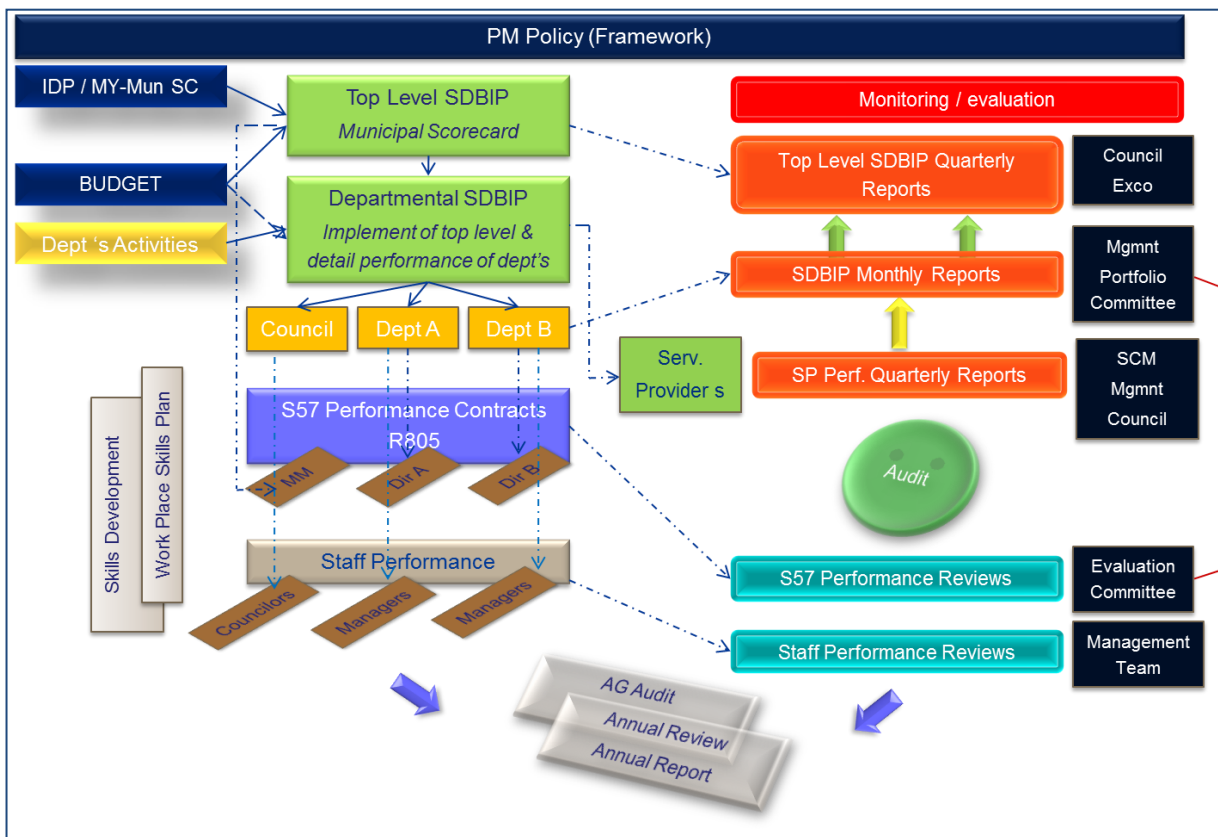 PM Policy (Framework)
IDP / MY-Mun SC
BUDGET
Dept ‘s Activities
Top Level SDBIP
Municipal Scorecard
Departmental SDBIP
Implement of top level &
detail performance of dept’s
Council
Dept A
Dept B
S57 Performance Contracts
R805
MM
Dir A
Dir B
Staff Performance
Councilors
Managers
Managers
Skills Development
Work Place Skills Plan
Serv.
Provider s
Monitoring / evaluation
Top Level SDBIP Quarterly
Reports
Council
Exco
SDBIP Monthly Reports
Mgmnt
Portfolio
Committee
SP Perf. Quarterly Reports
SCM
Mgmnt
Council
Audit
S57 Performance Reviews
Evaluation
Committee
Staff Performance Reviews
Management
Team
AG Audit
Annual Review
Annual Report